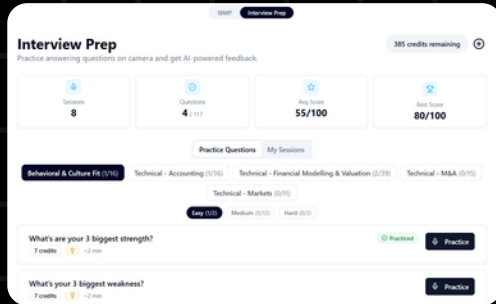 IBMP Interview Prep
Interview Prep
385 credits remaining
Practice answering questions on camera and get AI-powered feedback.
Sessions
8
Questions
4 / 117
Avg Score
55/100
Best Score
80/100
Practice Questions My Sessions
Behavioral & Culture Fit (1/16) Technical - Accounting (1/36) Technical - Financial Modelling & Valuation (2/39) Technical - M&A (0/15)
Technical - Markets (0/11)
Easy (1/2) Medium (0/12) Hard (0/2)
What's are your 3 biggest strength?
Practiced
Practice
7 credits ~2 min
What's your 3 biggest weakness?
Practice
7 credits ~2 min